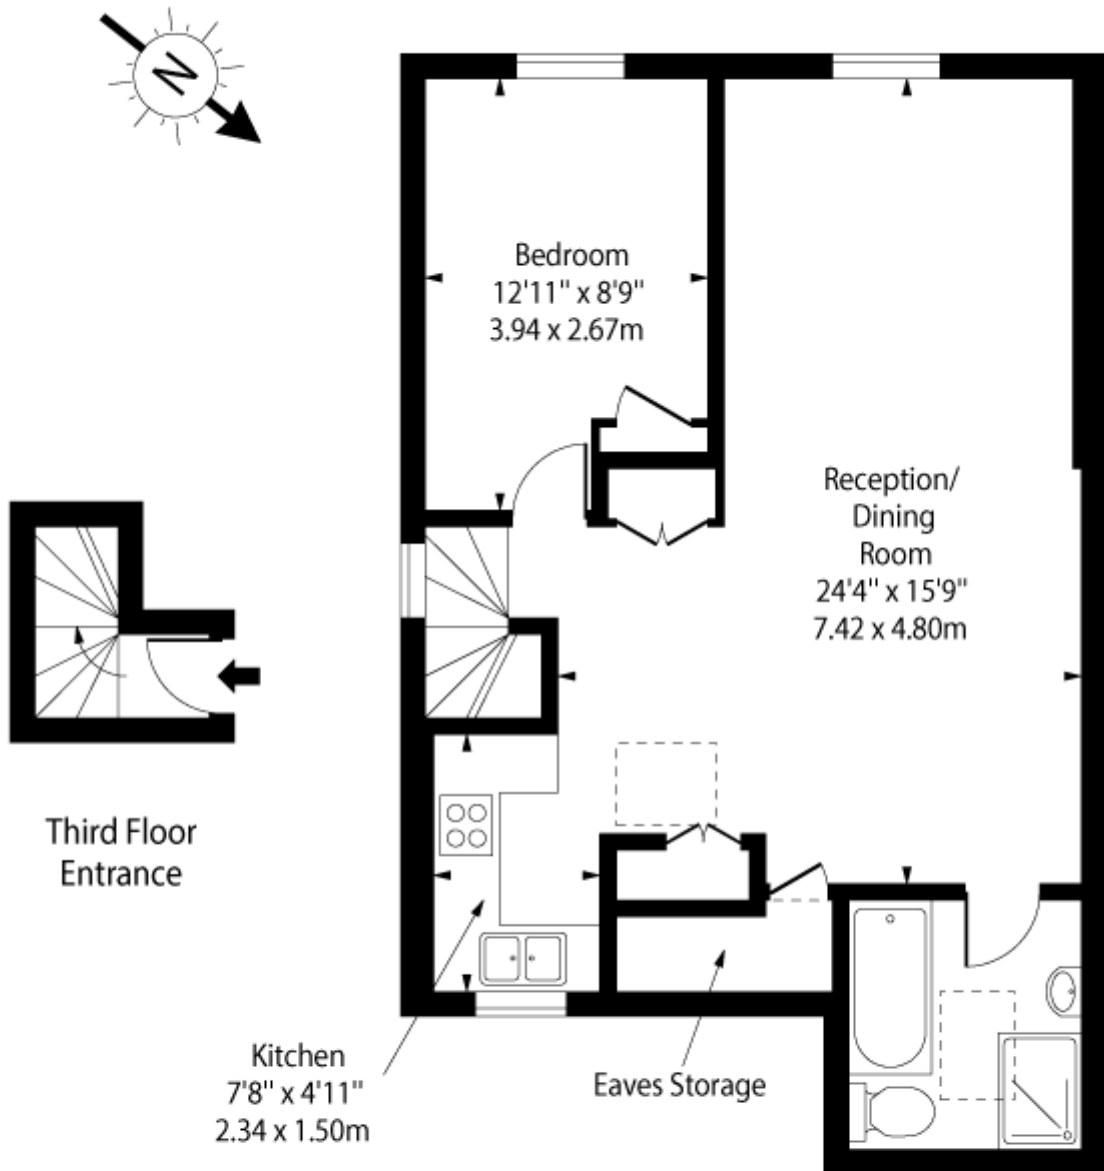 N
Bedroom
12'11" x 8'9"
3.94 x 2.67m
Reception/
Dining
Room
24'4" x 15'9"
7.42 x 4.80m
Third Floor
Entrance
Kitchen
7'8" x 4'11"
2.34 x 1.50m
Eaves Storage